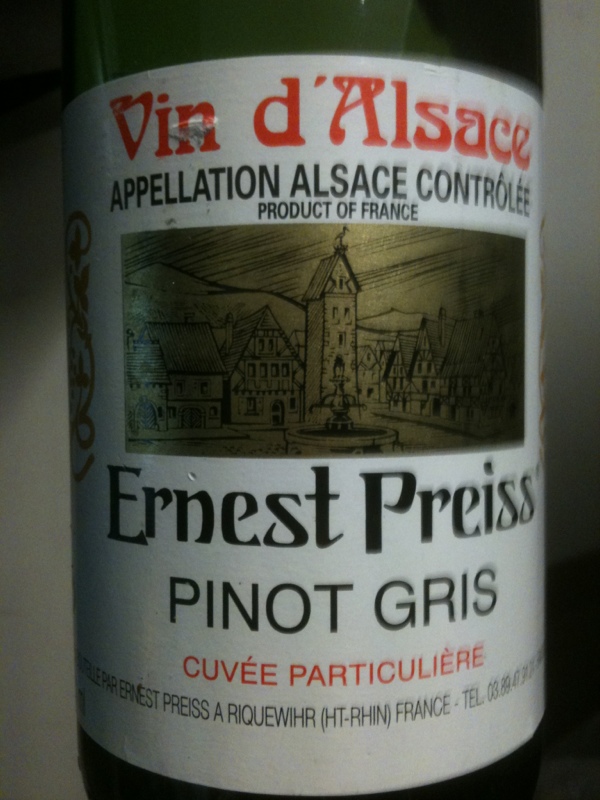 Vin d'Alsace
APPELLATION ALSACE CONTRÔLÉE
PRODUCT OF FRANCE
Ernest Preiss
PINOT GRIS
CUVÉE PARTICULIÈRE
PAR ERNEST PREISS A RIQUEWIHR (HT-RHIN) FRANCE - TEL. 03.89.47